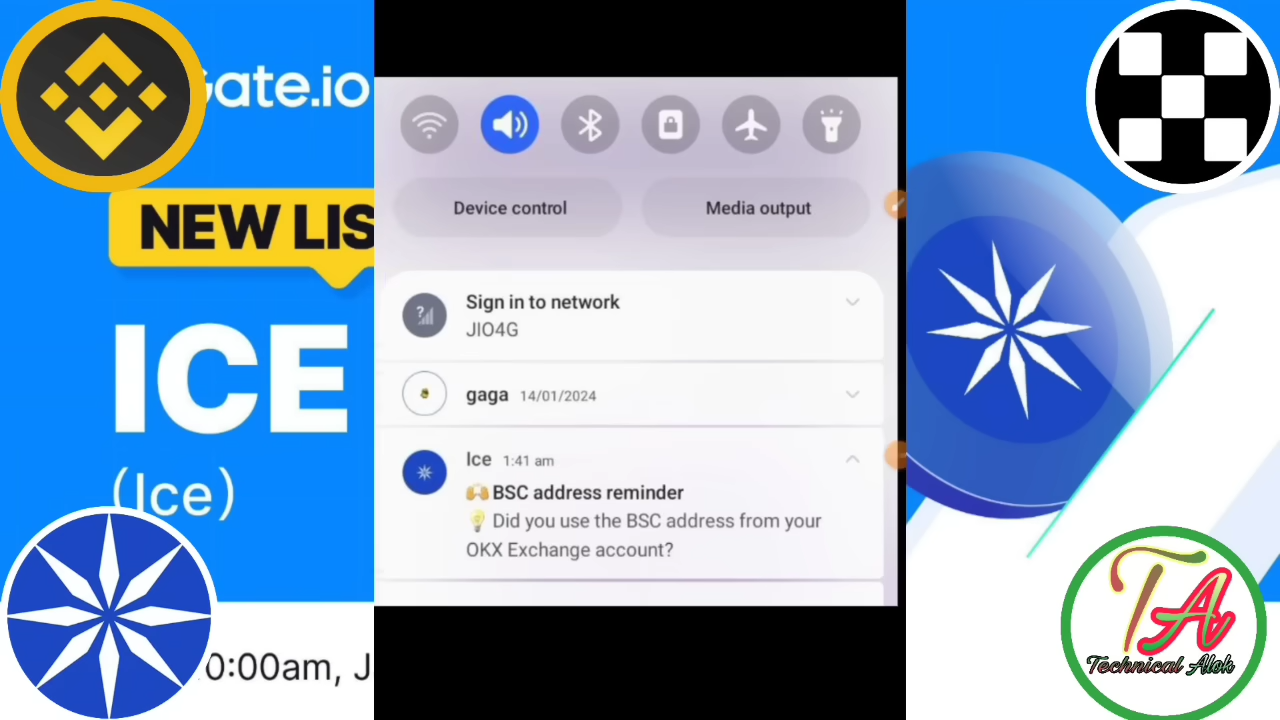 Gate.io
NEW LIS
ICE
(Ice)
0:00am, J
Device control
Media output
Sign in to network
JIO4G
gaga 14/01/2024
Ice 1:41 am
🙌BSC address reminder
💡 Did you use the BSC address from your
OKX Exchange account?
TA
Technical Alok